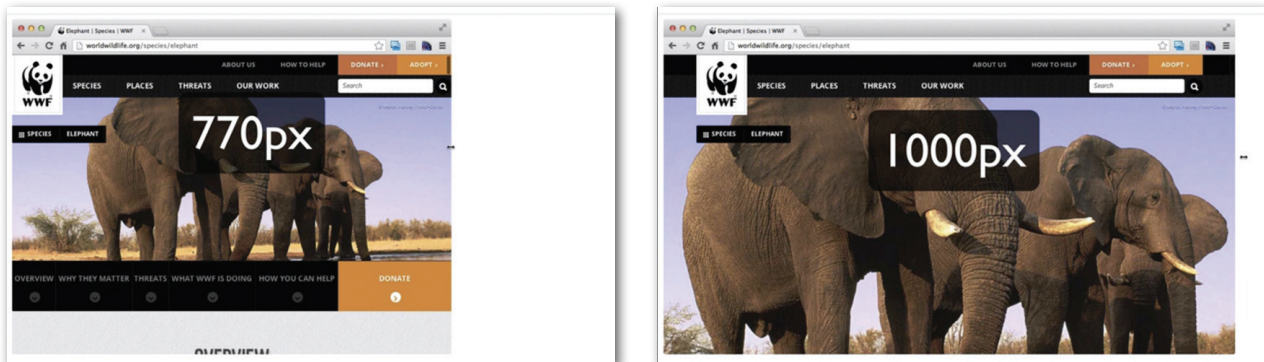 Elephant | Species | WWF
worldwildlife.org/species/elephant
ABOUT US HOW TO HELP DONATE › ADOPT ›
WWF
SPECIES PLACES THREATS OUR WORK Search
770px
SPECIES ELEPHANT
OVERVIEW WHY THEY MATTER THREATS WHAT WWF IS DOING HOW YOU CAN HELP DONATE
OVERVIEW
Elephant | Species | WWF
worldwildlife.org/species/elephant
ABOUT US HOW TO HELP DONATE › ADOPT ›
WWF
SPECIES PLACES THREATS OUR WORK Search
1000px
SPECIES ELEPHANT